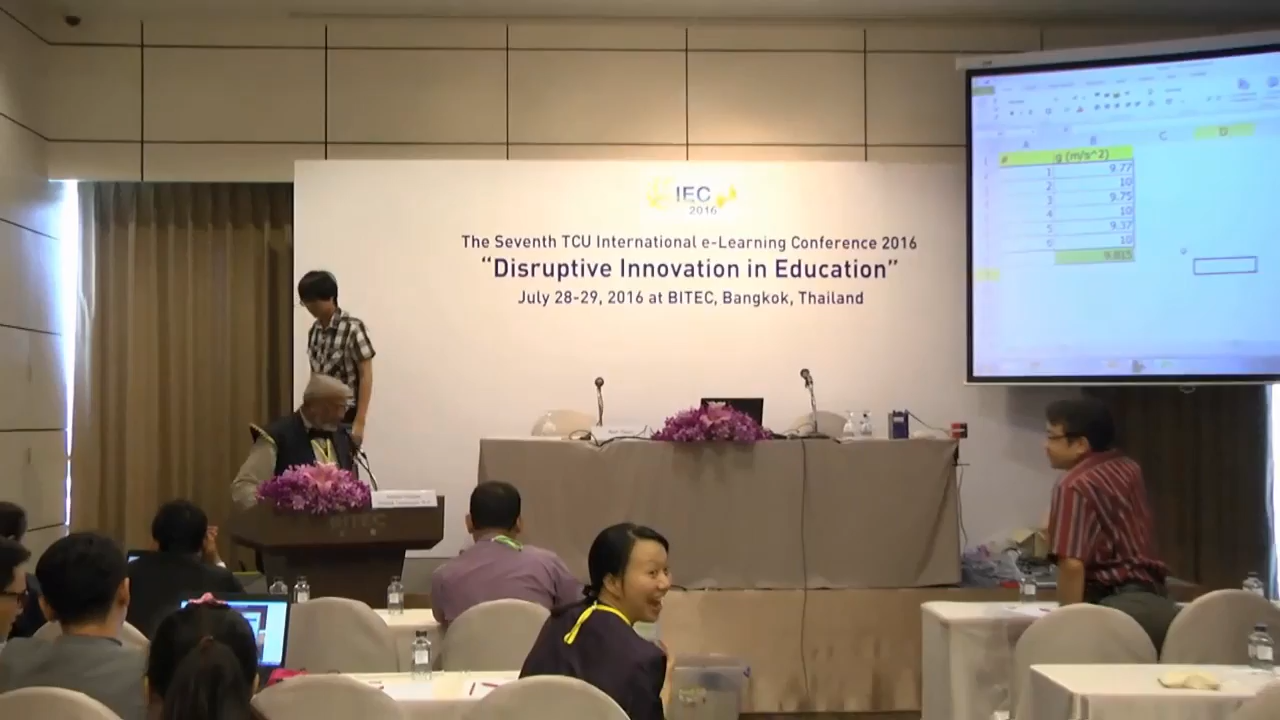 IEC
2016
The Seventh TCU International e-Learning Conference 2016
“Disruptive Innovation in Education”
July 28-29, 2016 at BITEC, Bangkok, Thailand
A B C D
# g (m/s^2)
1 9.77
2 10
3 9.75
4 10
5 9.37
10
9.815
BITEC